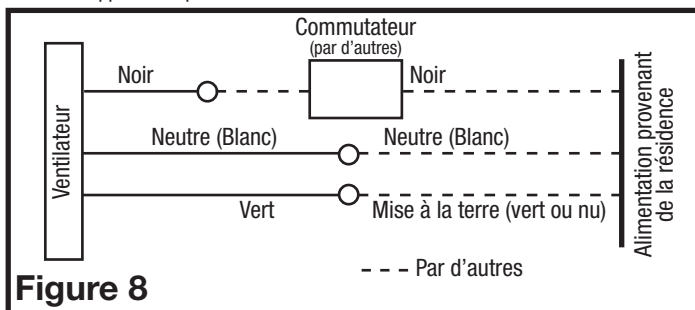 Commutateur
(par d'autres)
Noir
Noir
Ventilateur
Neutre (Blanc)
Neutre (Blanc)
Vert
Mise à la terre (vert ou nu)
Alimentation provenant
de la résidence
Par d'autres
Figure 8